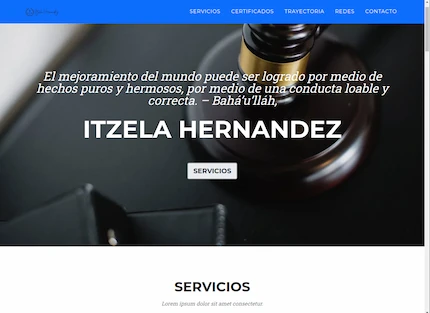 SERVICIOS CERTIFICADOS TRAYECTORIA REDES CONTACTO
El mejoramiento del mundo puede ser logrado por medio de
hechos puros y hermosos, por medio de una conducta loable y
correcta. – Bahá'u'lláh,
ITZELA HERNANDEZ
SERVICIOS
SERVICIOS
Lorem ipsum dolor sit amet consectetur.